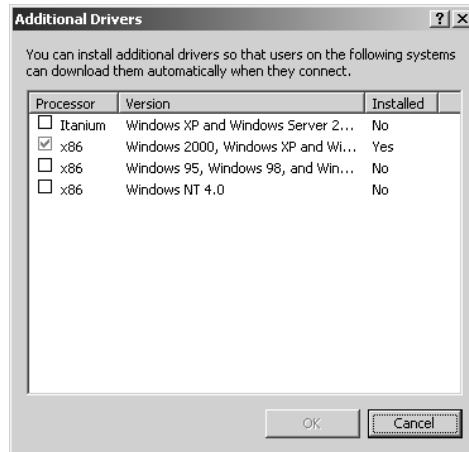 Additional Drivers
You can install additional drivers so that users on the following systems
can download them automatically when they connect.
Processor Version Installed
Itanium Windows XP and Windows Server 2... No
x86 Windows 2000, Windows XP and Wi... Yes
x86 Windows 95, Windows 98, and Win... No
x86 Windows NT 4.0 No
OK Cancel